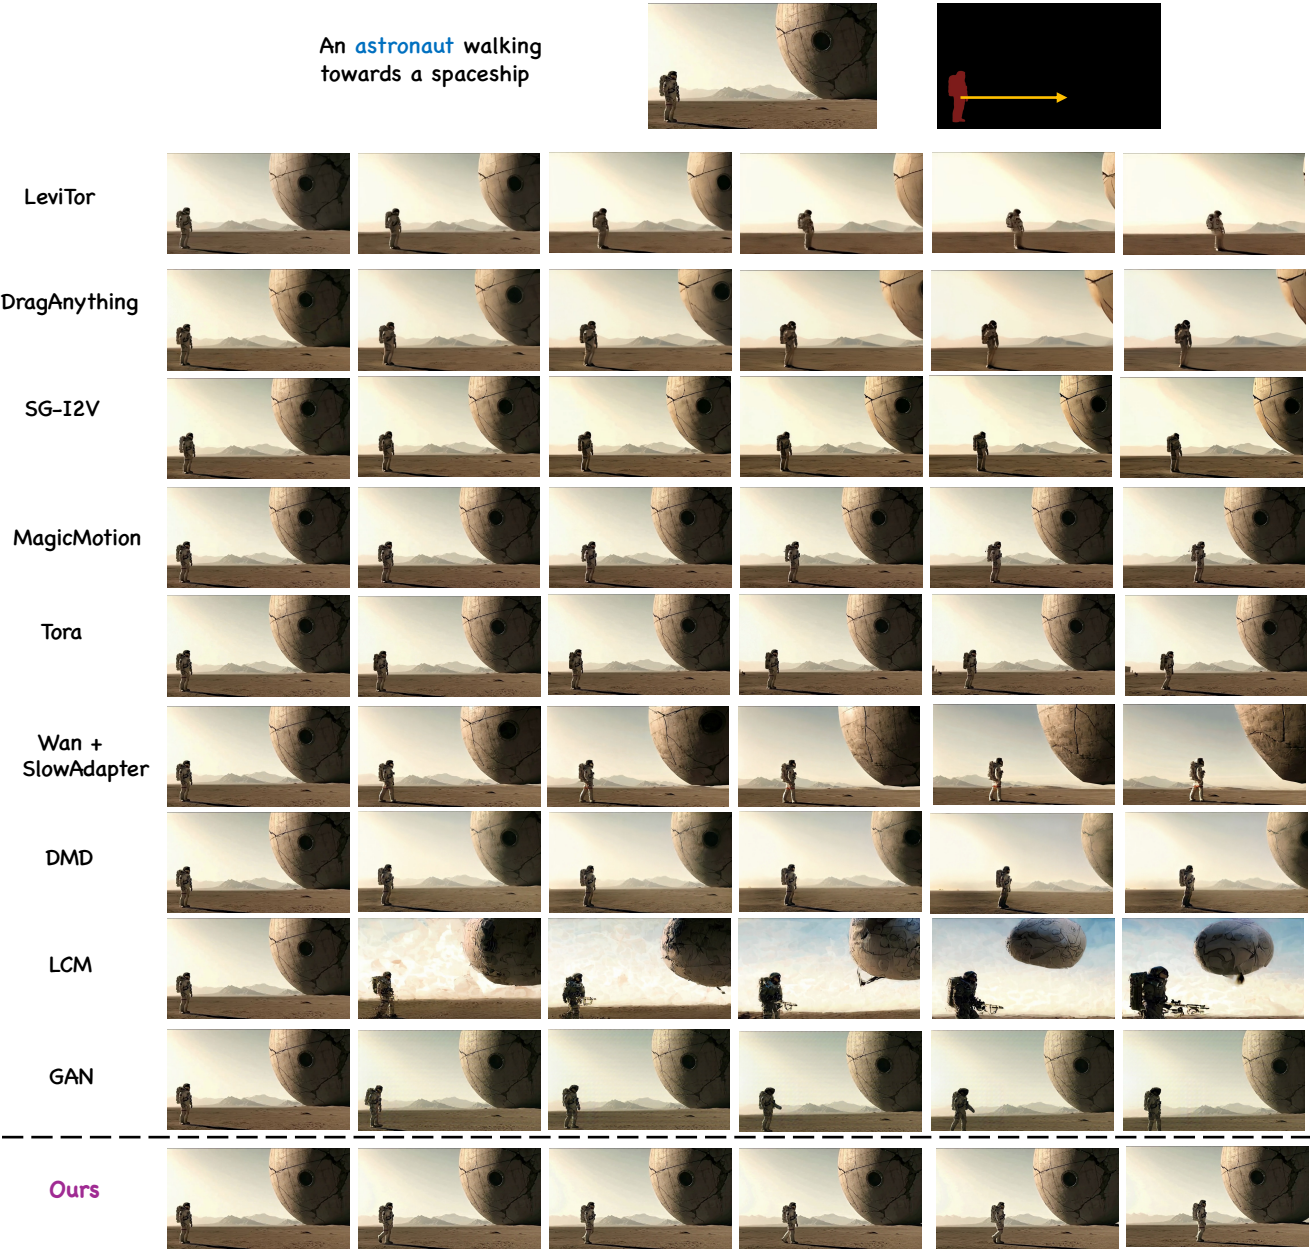 An astronaut walking
towards a spaceship
LeviTor
DragAnything
SG-I2V
MagicMotion
Tora
Wan +
SlowAdapter
DMD
LCM
GAN
Ours